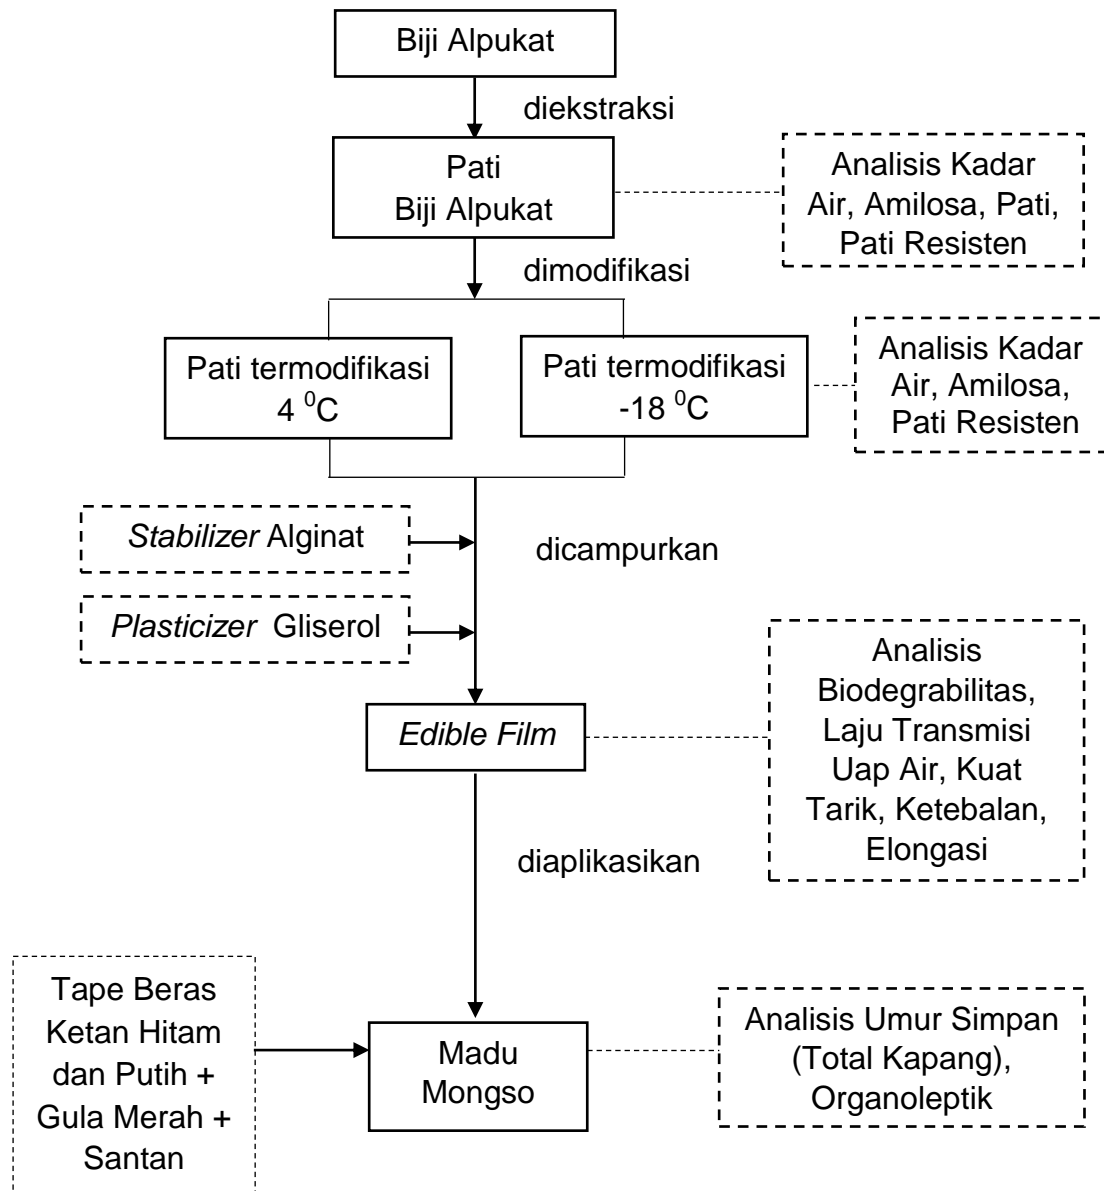 Biji Alpukat
diekstraksi
Pati
Biji Alpukat
Analisis Kadar
Air, Amilosa, Pati,
Pati Resisten
dimodifikasi
Pati termodifikasi
4 ⁰C
Pati termodifikasi
-18 ⁰C
Analisis Kadar
Air, Amilosa,
Pati Resisten
Stabilizer Alginat
dicampurkan
Plasticizer Gliserol
Edible Film
Analisis
Biodegrabilitas,
Laju Transmisi
Uap Air, Kuat
Tarik, Ketebalan,
Elongasi
diaplikasikan
Tape Beras
Ketan Hitam
dan Putih +
Gula Merah +
Santan
Madu
Mongso
Analisis Umur Simpan
(Total Kapang),
Organoleptik